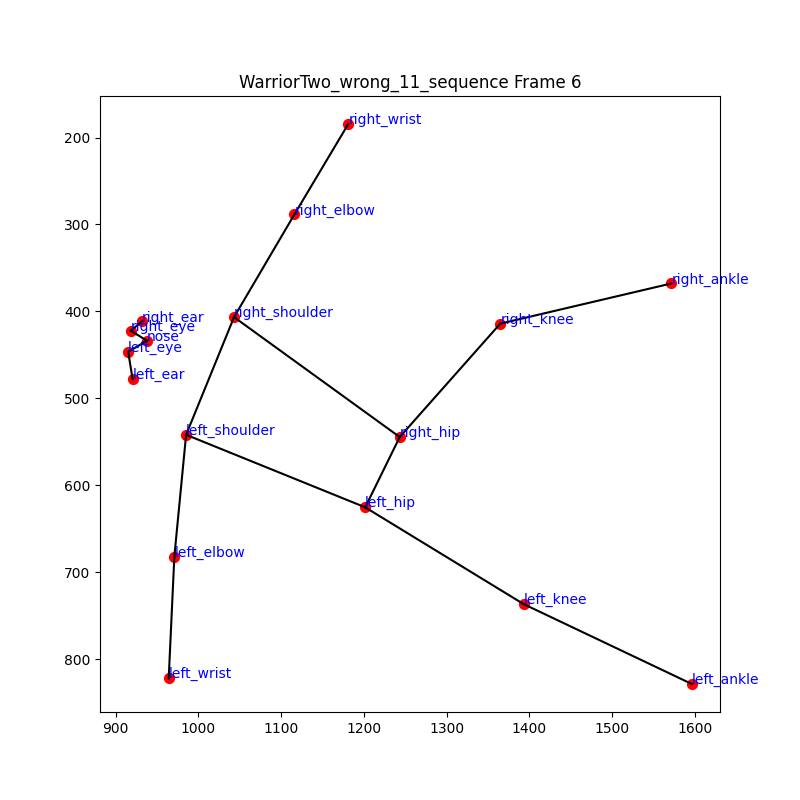 WarriorTwo_wrong_11_sequence Frame 6
right_wrist
200
right_elbow
300
right_ankle
right_shoulder
400
right_ear
right_knee
right_eye
nose
left_eye
left_ear
500
left_shoulder
right_hip
left_hip
600
left_elbow
700
left_knee
left_wrist
800
left_ankle
900 1000 1100 1200 1300 1400 1500 1600